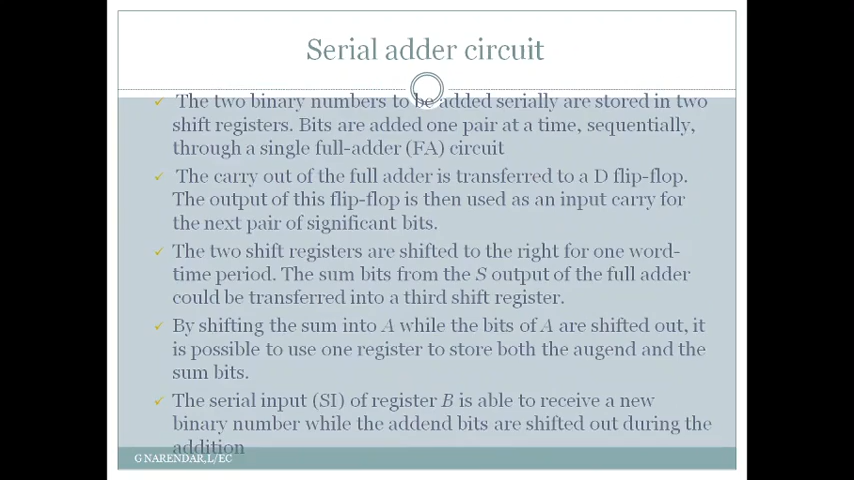 Serial adder circuit
✓ The two binary numbers to be added serially are stored in two
shift registers. Bits are added one pair at a time, sequentially,
through a single full-adder (FA) circuit
✓ The carry out of the full adder is transferred to a D flip-flop.
The output of this flip-flop is then used as an input carry for
the next pair of significant bits.
✓ The two shift registers are shifted to the right for one word-
time period. The sum bits from the S output of the full adder
could be transferred into a third shift register.
✓ By shifting the sum into A while the bits of A are shifted out, it
is possible to use one register to store both the augend and the
sum bits.
✓ The serial input (SI) of register B is able to receive a new
binary number while the addend bits are shifted out during the
addition
G NARENDAR,L/EC